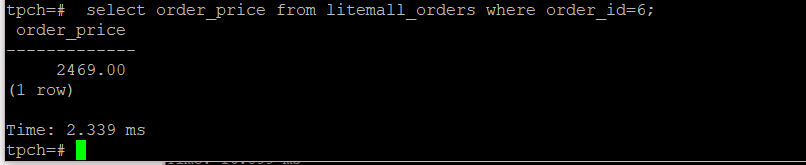 tpch=#  select order_price from litemall_orders where order_id=6;
 order_price
-------------
     2469.00
(1 row)

Time: 2.339 ms
tpch=#